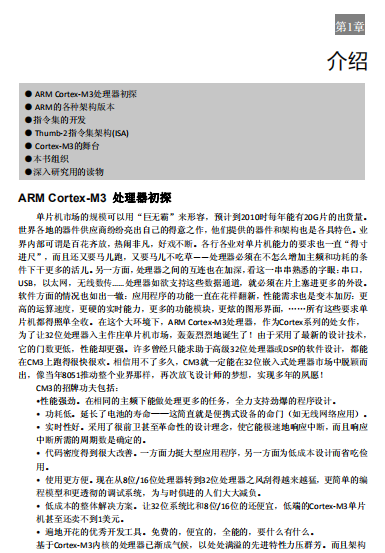 第1章
介绍
● ARM Cortex-M3处理器初探
● ARM的各种架构版本
● 指令集的开发
● Thumb-2指令集架构(ISA)
● Cortex-M3的舞台
● 本书组织
● 深入研究用的读物
ARM Cortex-M3 处理器初探
单片机市场的规模可以用“巨无霸”来形容，预计到2010时每年能有20G片的出货量。
世界各地的器件供应商纷纷亮出自己的得意之作，他们提供的器件和架构也是各具特色。业
界内部可谓是百花齐放，热闹非凡，好戏不断。各行各业对单片机能力的要求也一直“得寸
进尺”，而且还又要马儿跑，又要马儿不吃草——处理器必须在不怎么增加主频和功耗的条
件下干更多的活儿。另一方面，处理器之间的互连也在加深，看这一串串熟悉的字眼：串口，
USB，以太网，无线数传……处理器如欲支持这些数据通道，就必须在片上塞进更多的外设。
软件方面的情况也如出一辙：应用程序的功能一直在花样翻新，性能需求也是变本加厉：更
高的运算速度，更硬的实时能力，更多的功能模块，更炫的图形界面，……所有这些要求单
片机都得照单全收。在这个大环境下，ARM Cortex-M3处理器，作为Cortex系列的处女作，
为了让32位处理器入主作庄单片机市场，轰轰烈烈地诞生了！由于采用了最新的设计技术，
它的门数更低，性能却更强。许多曾经只能求助于高级32位处理器或DSP的软件设计，都能
在CM3上跑得很快很欢。相信用不了多久，CM3就一定能在32位嵌入式处理器市场中脱颖而
出，像当年8051推动整个业界那样，再次放飞设计师的梦想，实现多年的夙愿！
CM3的招牌功夫包括：
•性能强劲。在相同的主频下能做处理更多的任务，全力支持劲爆的程序设计。
• 功耗低。延长了电池的寿命——这简直就是便携式设备的命门（如无线网络应用）。
• 实时性好。采用了很前卫甚至革命性的设计理念，使它能极速地响应中断，而且响应
中断所需的周期数是确定的。
• 代码密度得到很大改善。一方面力挺大型应用程序，另一方面为低成本设计而省吃俭
用。
• 使用更方便。现在从8位/16位处理器转到32位处理器之风刮得越来越猛，更简单的编
程模型和更透彻的调试系统，为与时俱进的人们大大减负。
• 低成本的整体解决方案。让32位系统比和8位/16位的还便宜，低端的Cortex-M3单片
机甚至还卖不到1美元。
• 遍地开花的优秀开发工具。免费的，便宜的，全能的，要什么有什么。
基于Cortex-M3内核的处理器已渐成气候，以处处满溢的先进特性力压群芳。而且架构